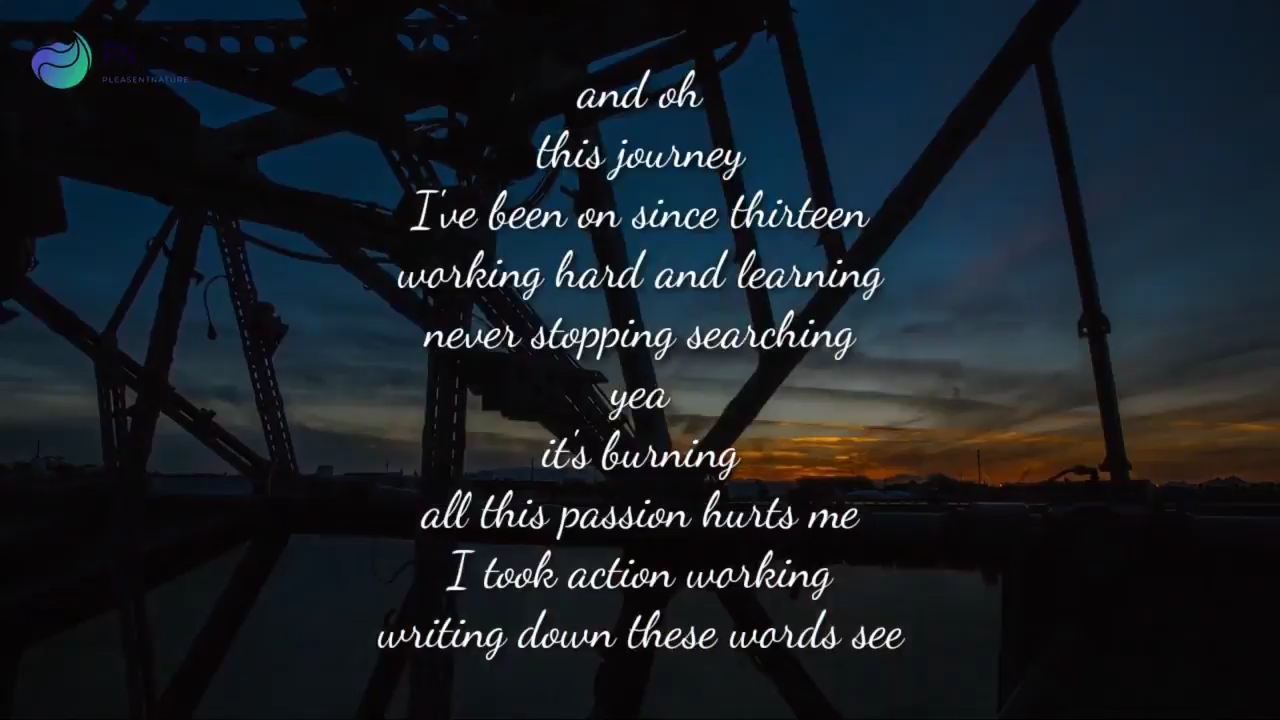 PLEASENTNATURE
and oh
this journey
I've been on since thirteen
working hard and learning
never stopping searching
yea
it's burning
all this passion hurts me
I took action working
writing down these words see